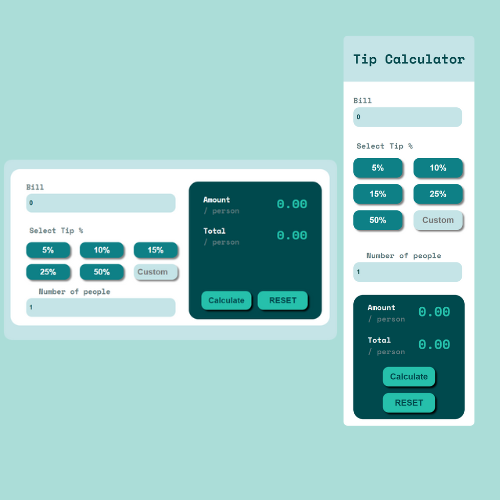 Bill
0
Select Tip %
5% 10% 15%
25% 50% Custom
Number of people
1
Amount
/ person 0.00
Total
/ person 0.00
Calculate RESET
Tip Calculator
Bill
0
Select Tip %
5% 10%
15% 25%
50% Custom
Number of people
1
Amount
/ person 0.00
Total
/ person 0.00
Calculate
RESET